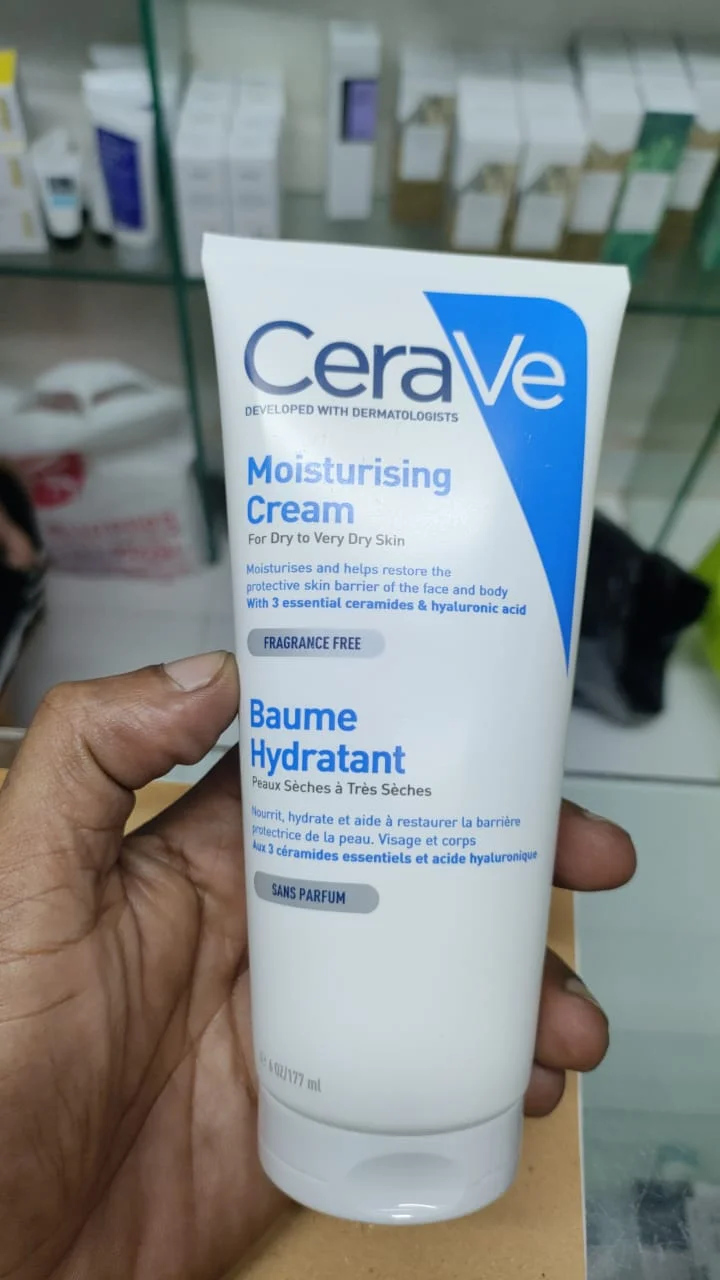 CeraVe
DEVELOPED WITH DERMATOLOGISTS
Moisturising
Cream
For Dry to Very Dry Skin
Moisturises and helps restore the
protective skin barrier of the face and body
With 3 essential ceramides & hyaluronic acid
FRAGRANCE FREE
Baume
Hydratant
Peaux Sèches à Très Sèches
Nourrit, hydrate et aide à restaurer la barrière
protectrice de la peau. Visage et corps
Aux 3 céramides essentiels et acide hyaluronique
SANS PARFUM
6 OZ/177 ml